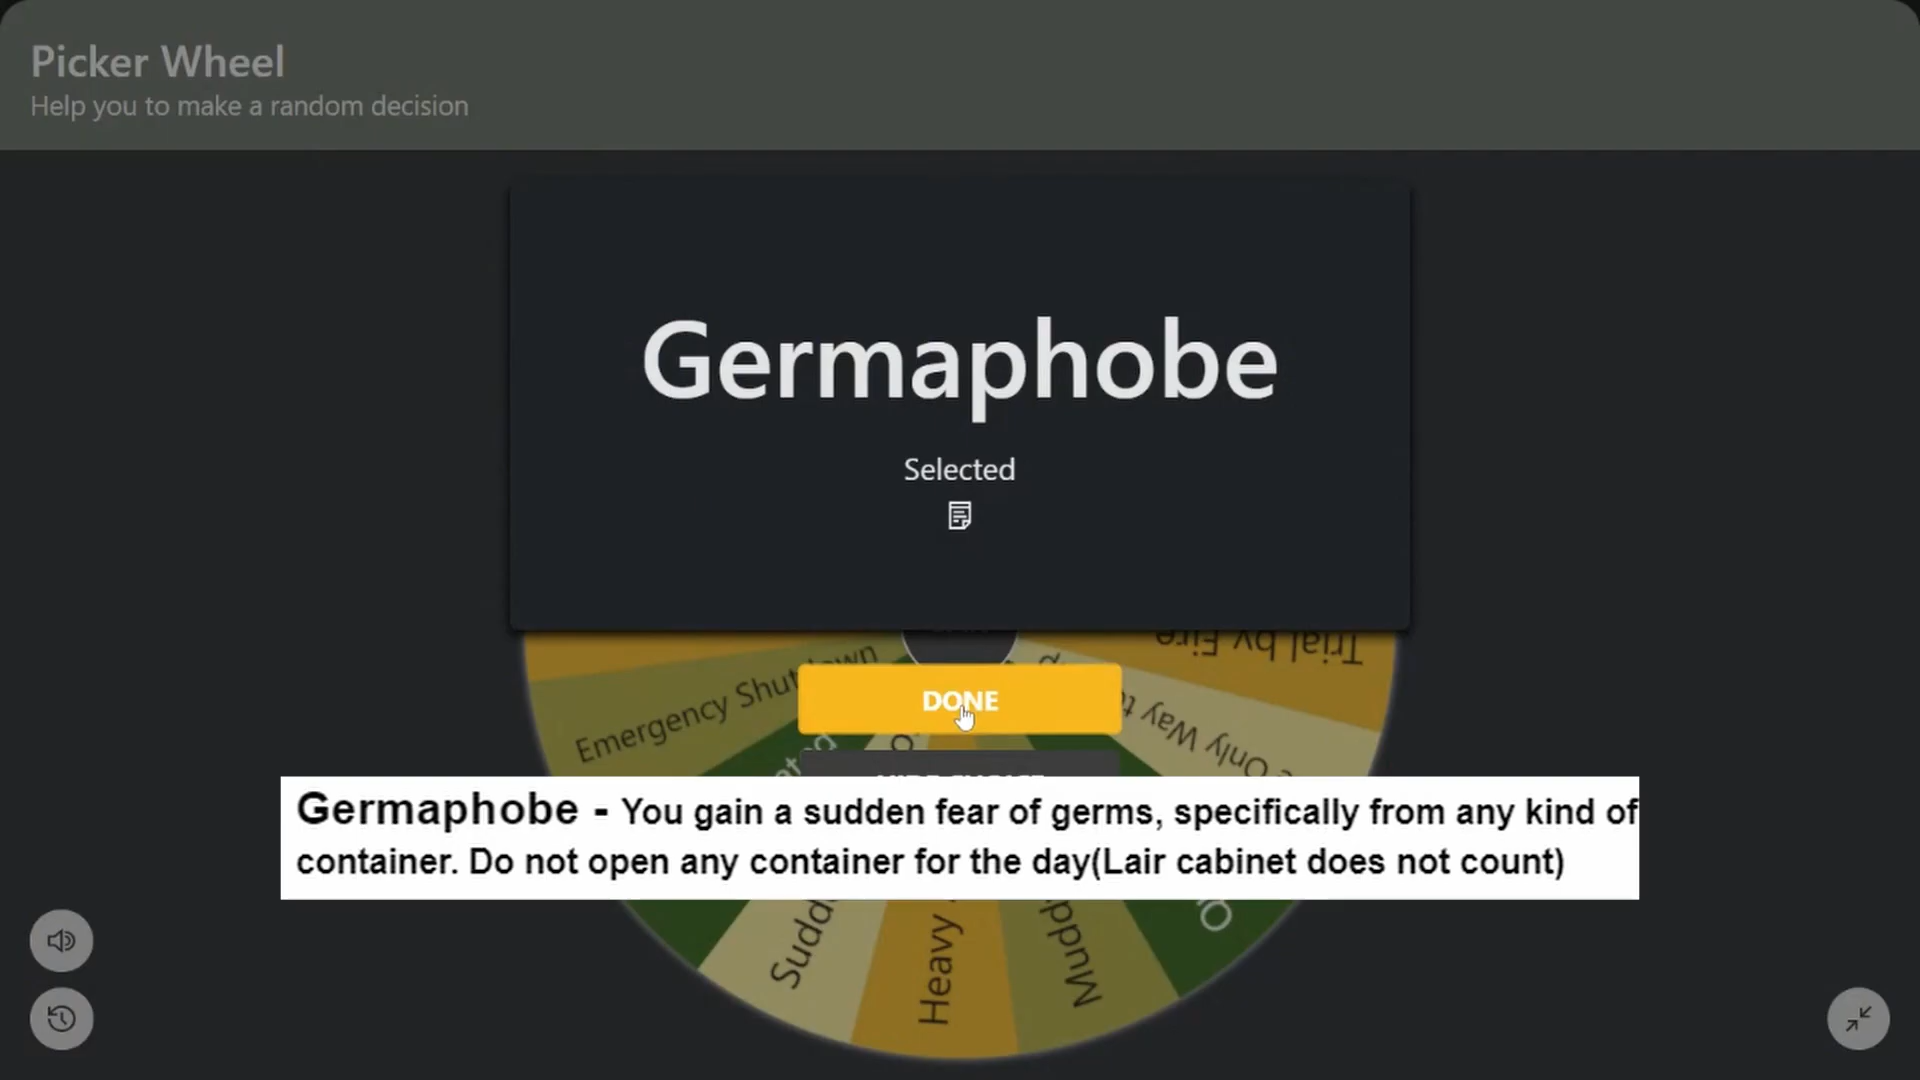 Picker Wheel
Help you to make a random decision
Germaphobe
Selected
Trial by Fire
Emergency Shutdown
Only Way
DONE
Germaphobe - You gain a sudden fear of germs, specifically from any kind of
container. Do not open any container for the day(Lair cabinet does not count)
Heavy